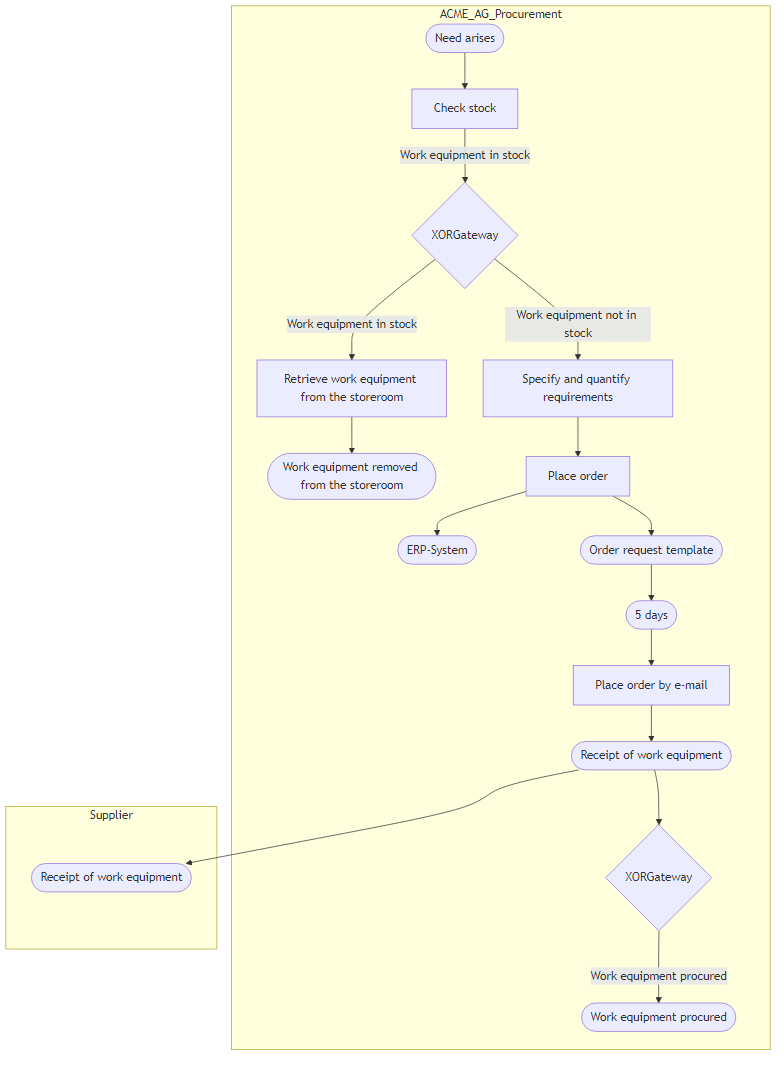 ACME_AG_Procurement
Need arises
Check stock
Work equipment in stock
XORGateway
Work equipment in stock
Work equipment not in
stock
Retrieve work equipment
from the storeroom
Specify and quantify
requirements
Work equipment removed
from the storeroom
Place order
ERP-System
Order request template
5 days
Place order by e-mail
Receipt of work equipment
Supplier
Receipt of work equipment
XORGateway
Work equipment procured
Work equipment procured